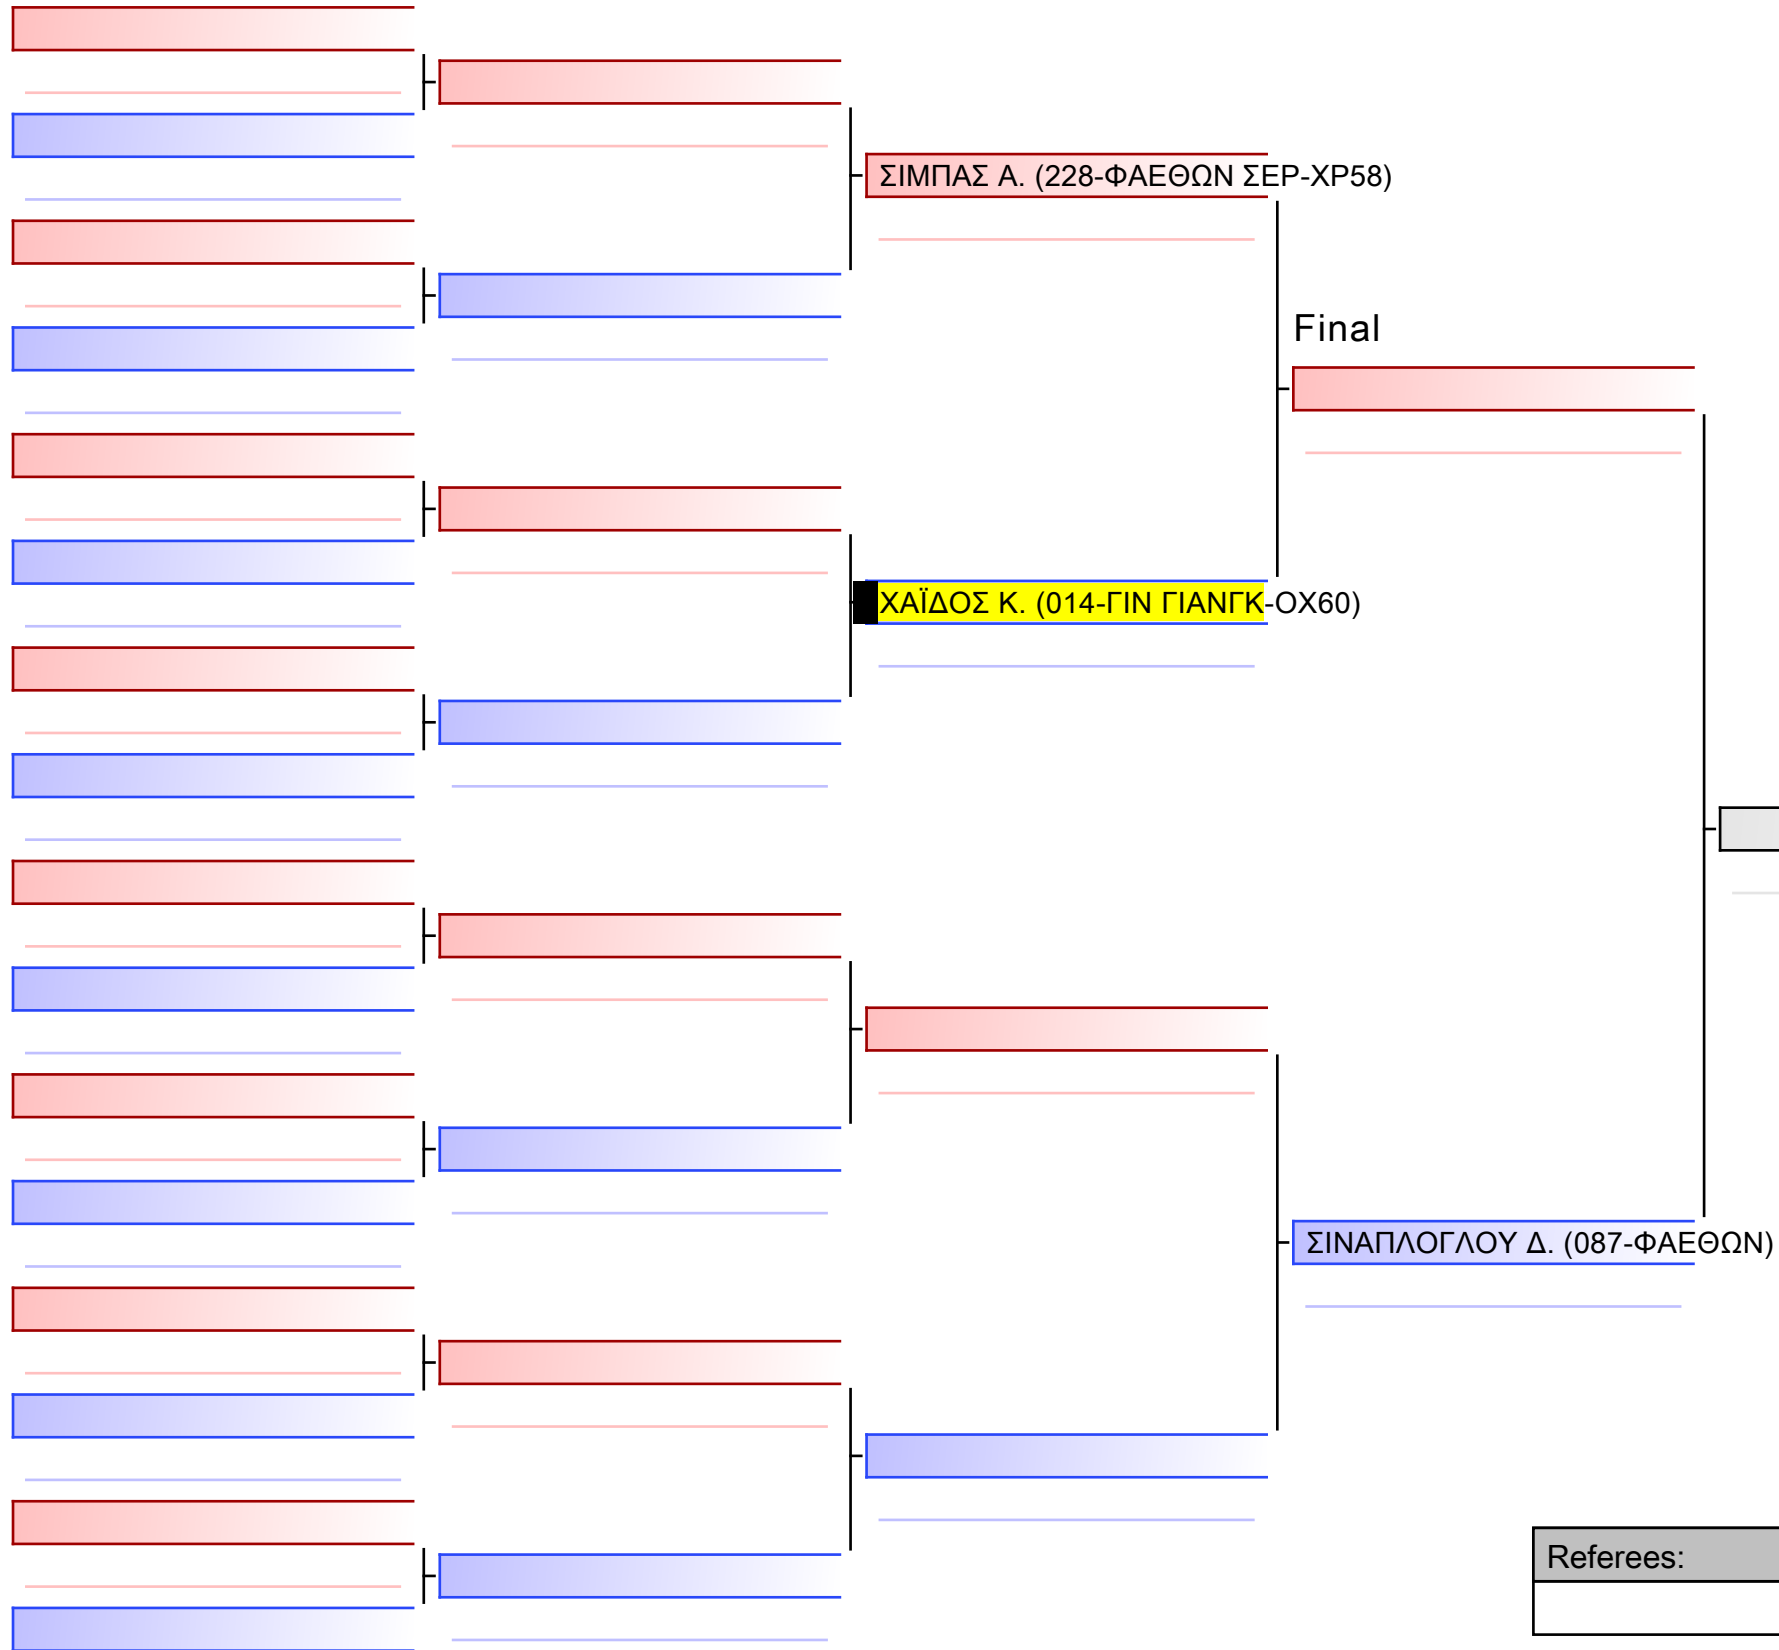 ΣΙΜΠΑΣ Α. (228-ΦΑΕΘΩΝ ΣΕΡ-ΧΡ58)
Final
ΧΑΪΔΟΣ Κ. (014-ΓΙΝ ΓΙΑΝΓΚ-ΟΧ60)
ΣΙΝΑΠΛΟΓΛΟΥ Δ. (087-ΦΑΕΘΩΝ)
Referees: